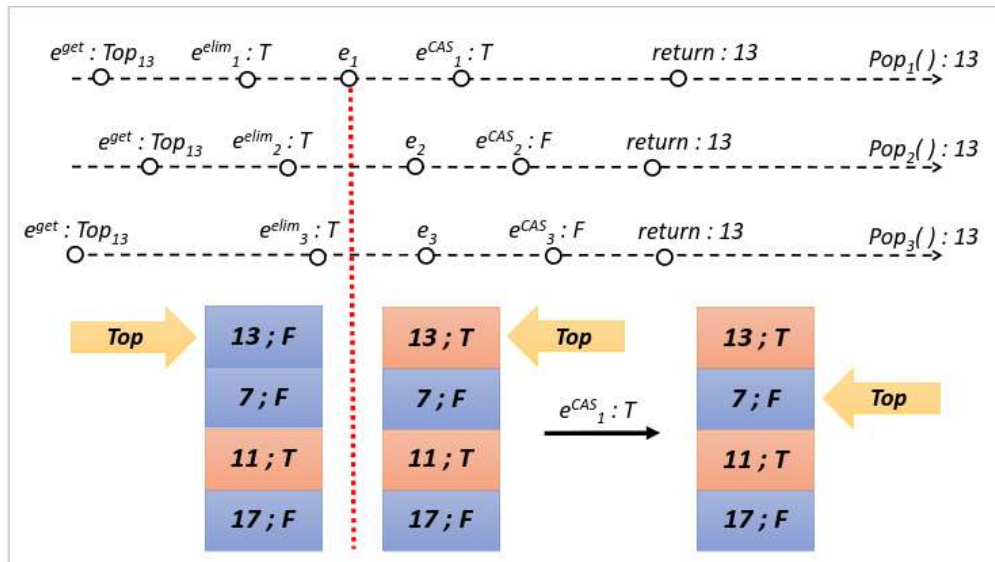 e^get : Top₁₃ e^elim₁ : T e₁ e^CAS₁ : T return : 13 Pop₁( ) : 13
e^get : Top₁₃ e^elim₂ : T e₂ e^CAS₂ : F return : 13 Pop₂( ) : 13
e^get : Top₁₃ e^elim₃ : T e₃ e^CAS₃ : F return : 13 Pop₃( ) : 13
Top 13 ; F 13 ; T Top 13 ; T
7 ; F 7 ; F e^CAS₁ : T 7 ; F Top
11 ; T 11 ; T 11 ; T
17 ; F 17 ; F 17 ; F